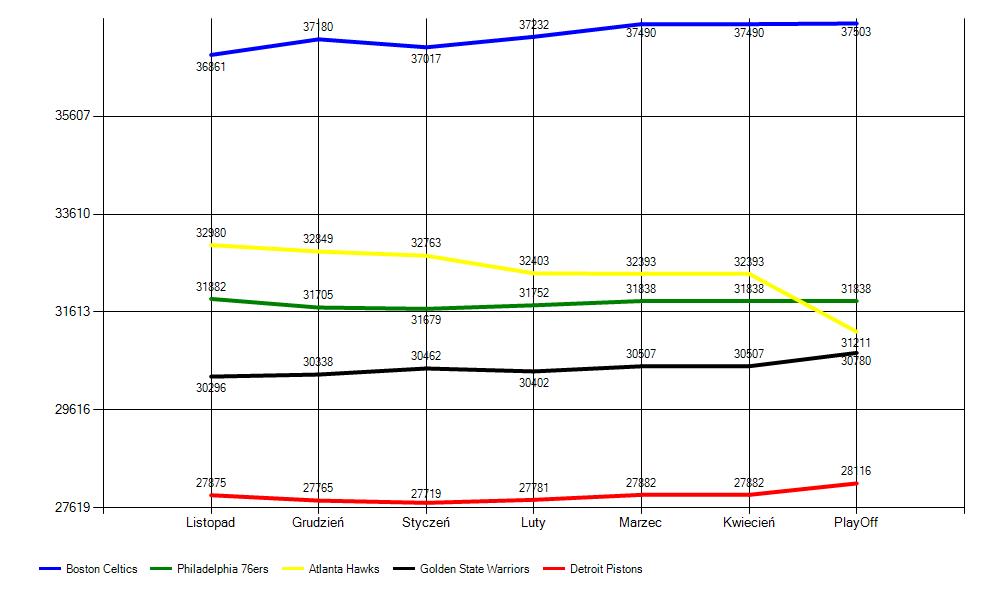 37180 37232
36861 37017 37490 37490 37503
35607
33610
32980 32849 32763 32403 32393 32393
31882 31705 31679 31752 31838 31838 31838
31613
31211
30296 30338 30462 30402 30507 30507 30780
29616
27875 27765 27719 27781 27882 27882 28116
27619
Listopad Grudzień Styczeń Luty Marzec Kwiecień PlayOff
Boston Celtics Philadelphia 76ers Atlanta Hawks Golden State Warriors Detroit Pistons